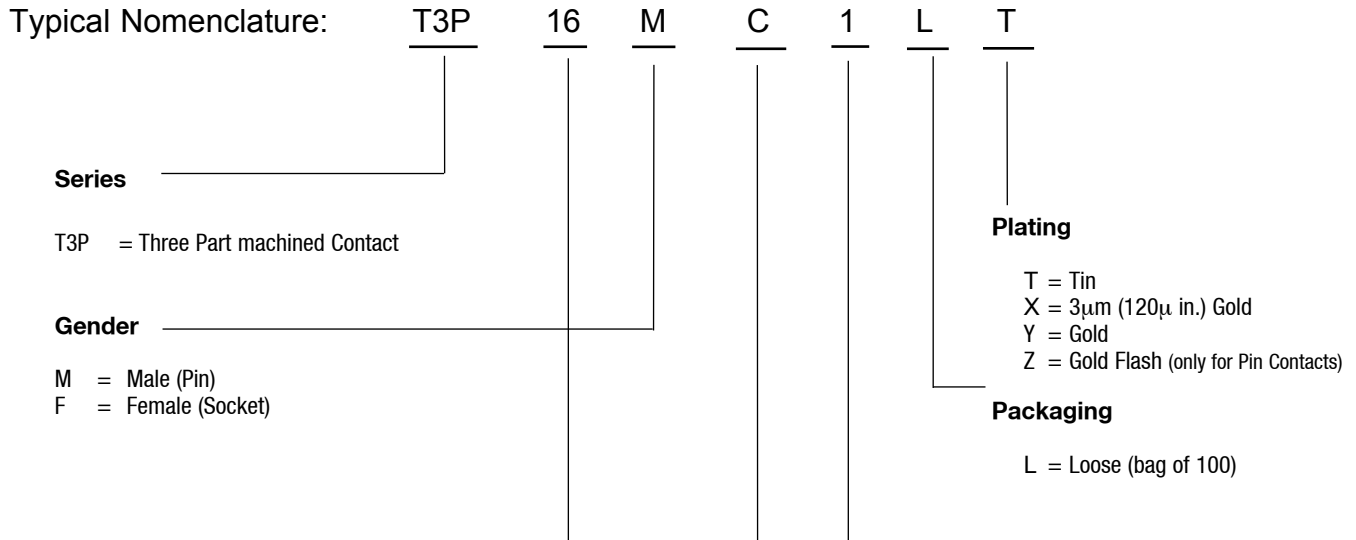 Typical Nomenclature: T3P 16 M C 1 L T
Series
T3P = Three Part machined Contact
Gender
M = Male (Pin)
F = Female (Socket)
Plating
T = Tin
X = 3μm (120μ in.) Gold
Y = Gold
Z = Gold Flash (only for Pin Contacts)
Packaging
L = Loose (bag of 100)